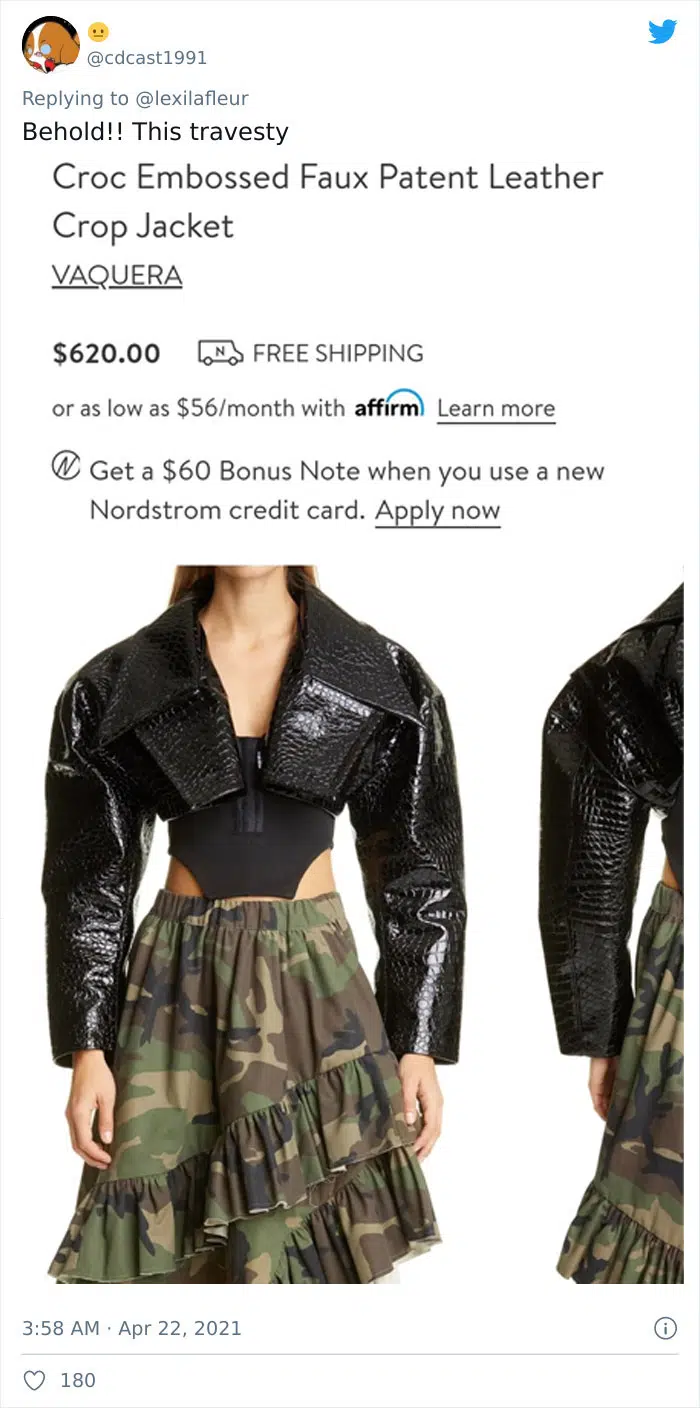 😐
@cdcast1991
Replying to @lexilafleur
Behold!! This travesty
Croc Embossed Faux Patent Leather
Crop Jacket
VAQUERA
$620.00 N FREE SHIPPING
or as low as $56/month with affirm Learn more
N Get a $60 Bonus Note when you use a new
Nordstrom credit card. Apply now
3:58 AM · Apr 22, 2021
180